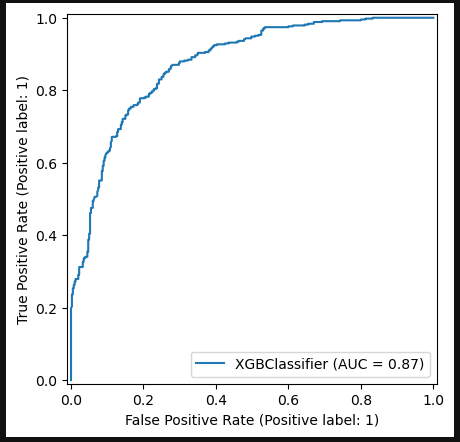 1.0
0.8
0.6
0.4
0.2
0.0
True Positive Rate (Positive label: 1)
XGBClassifier (AUC = 0.87)
0.0 0.2 0.4 0.6 0.8 1.0
False Positive Rate (Positive label: 1)